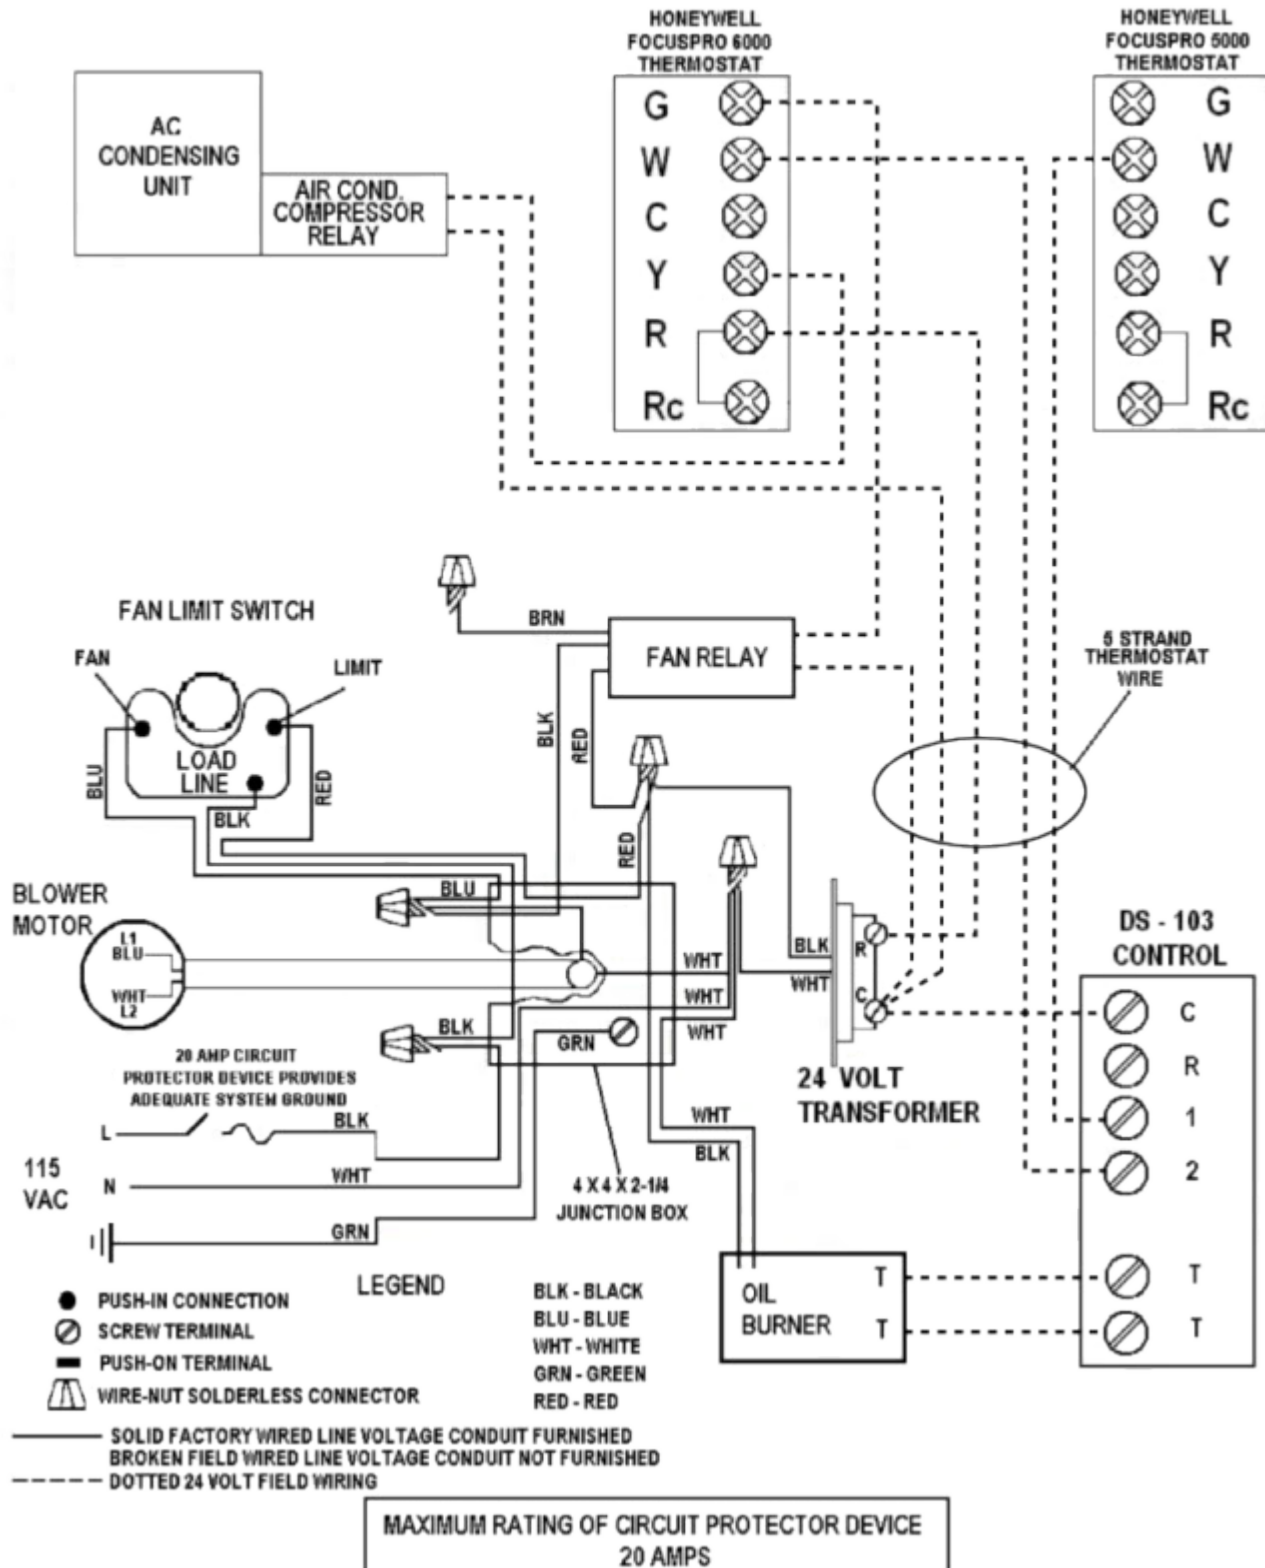 HONEYWELL
FOCUSPRO 6000
THERMOSTAT
HONEYWELL
FOCUSPRO 5000
THERMOSTAT
AC
CONDENSING
UNIT
AIR COND.
COMPRESSOR
RELAY
G
W
C
Y
R
Rc
G
W
C
Y
R
Rc
FAN LIMIT SWITCH
FAN
LIMIT
LOAD
LINE
BLU
BLK
RED
BRN
FAN RELAY
BLK
RED
RED
5 STRAND
THERMOSTAT
WIRE
BLOWER
MOTOR
L1
BLU
WHT
L2
BLU
BLK
WHT
WHT
WHT
GRN
BLK
WHT
R
C
24 VOLT
TRANSFORMER
DS - 103
CONTROL
C
R
1
2
T
T
20 AMP CIRCUIT
PROTECTOR DEVICE PROVIDES
ADEQUATE SYSTEM GROUND
L
BLK
115
VAC
N
WHT
GRN
WHT
BLK
4 X 4 X 2-1/4
JUNCTION BOX
OIL
BURNER
T
T
LEGEND
PUSH-IN CONNECTION
SCREW TERMINAL
PUSH-ON TERMINAL
WIRE-NUT SOLDERLESS CONNECTOR
BLK - BLACK
BLU - BLUE
WHT - WHITE
GRN - GREEN
RED - RED
SOLID FACTORY WIRED LINE VOLTAGE CONDUIT FURNISHED
BROKEN FIELD WIRED LINE VOLTAGE CONDUIT NOT FURNISHED
DOTTED 24 VOLT FIELD WIRING
MAXIMUM RATING OF CIRCUIT PROTECTOR DEVICE
20 AMPS